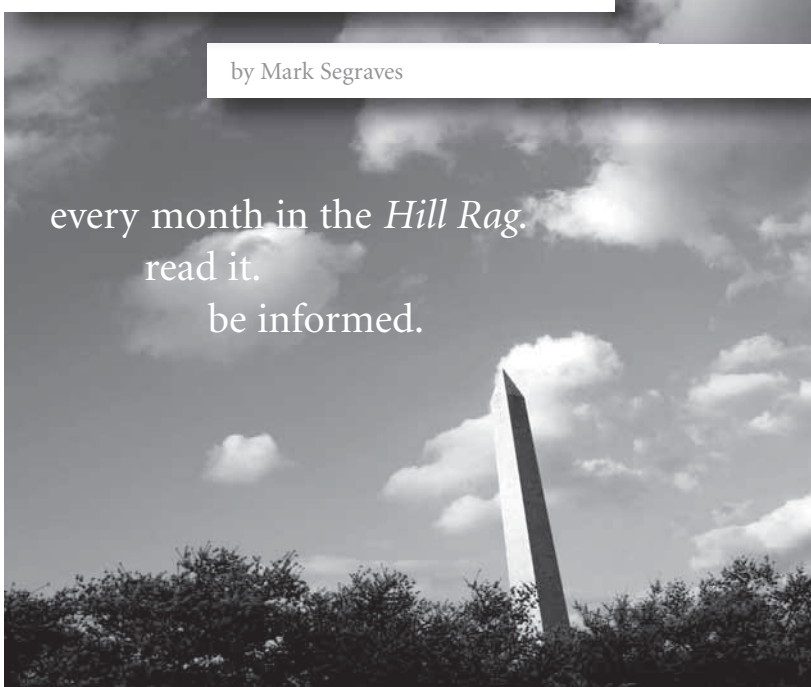 by Mark Segraves
every month in the Hill Rag.
read it.
be informed.